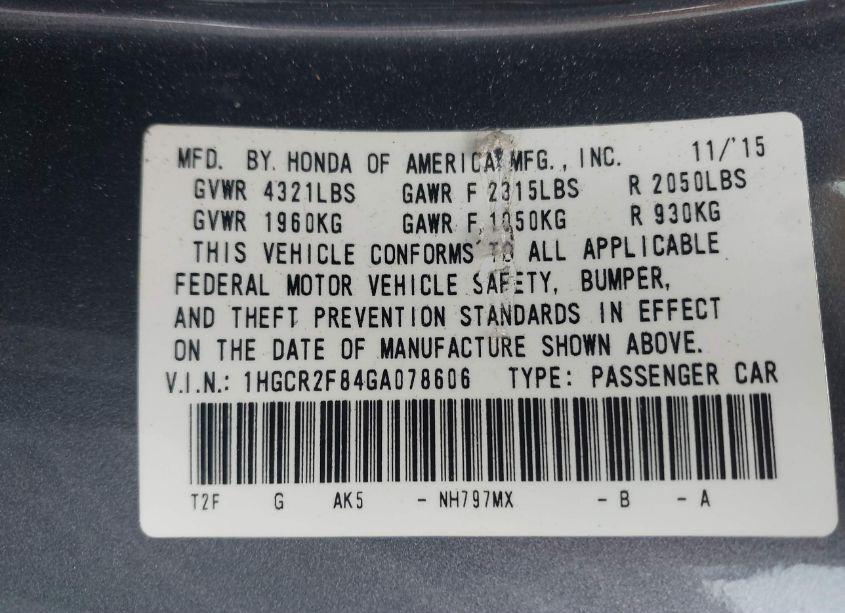 MFD. BY. HONDA OF AMERICA MFG., INC. 11/'15
GVWR 4321LBS GAWR F 2315LBS R 2050LBS
GVWR 1960KG GAWR F 1050KG R 930KG
THIS VEHICLE CONFORMS TO ALL APPLICABLE
FEDERAL MOTOR VEHICLE SAFETY, BUMPER,
AND THEFT PREVENTION STANDARDS IN EFFECT
ON THE DATE OF MANUFACTURE SHOWN ABOVE.
V.I.N.: 1HGCR2F84GA078606 TYPE: PASSENGER CAR
T2F G AK5 - NH797MX - B - A